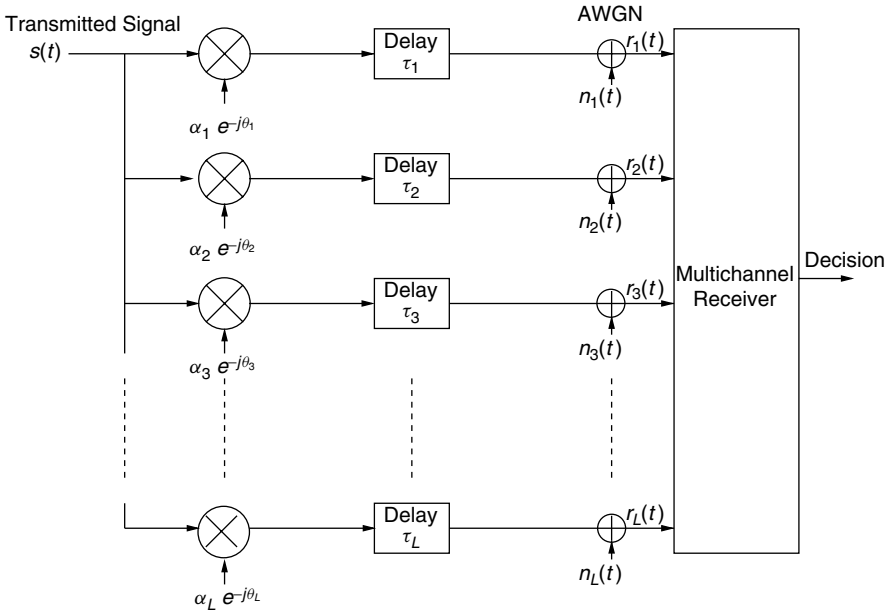 Transmitted Signal
s(t)
AWGN
Delay
τ1
r1(t)
n1(t)
α1 e^–jθ1
Delay
τ2
r2(t)
n2(t)
α2 e^–jθ2
Delay
τ3
r3(t)
n3(t)
α3 e^–jθ3
Multichannel
Receiver
Decision
Delay
τL
rL(t)
nL(t)
αL e^–jθL